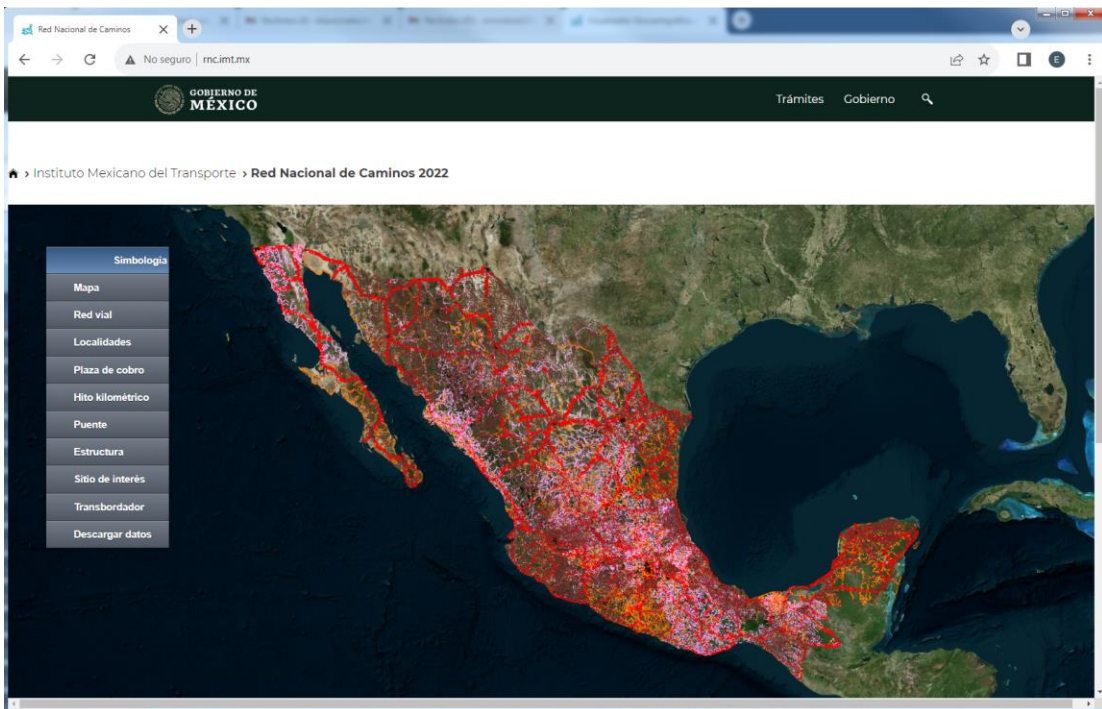 Red Nacional de Caminos
No seguro | rnc.imt.mx
E
GOBIERNO DE
MÉXICO
Trámites Gobierno
> Instituto Mexicano del Transporte > Red Nacional de Caminos 2022
Simbología
Mapa
Red vial
Localidades
Plaza de cobro
Hito kilométrico
Puente
Estructura
Sitio de interés
Transbordador
Descargar datos